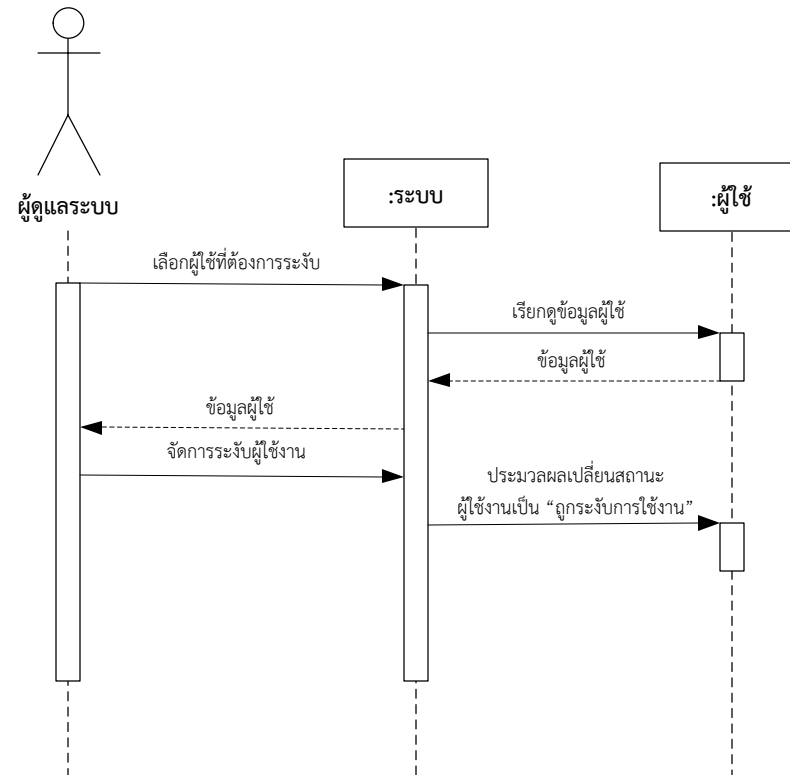 ผู้ดูแลระบบ
:ระบบ
:ผู้ใช้
เลือกผู้ใช้ที่ต้องการระงับ
เรียกดูข้อมูลผู้ใช้
ข้อมูลผู้ใช้
ข้อมูลผู้ใช้
จัดการระงับผู้ใช้งาน
ประมวลผลเปลี่ยนสถานะ
ผู้ใช้งานเป็น “ถูกระงับการใช้งาน”